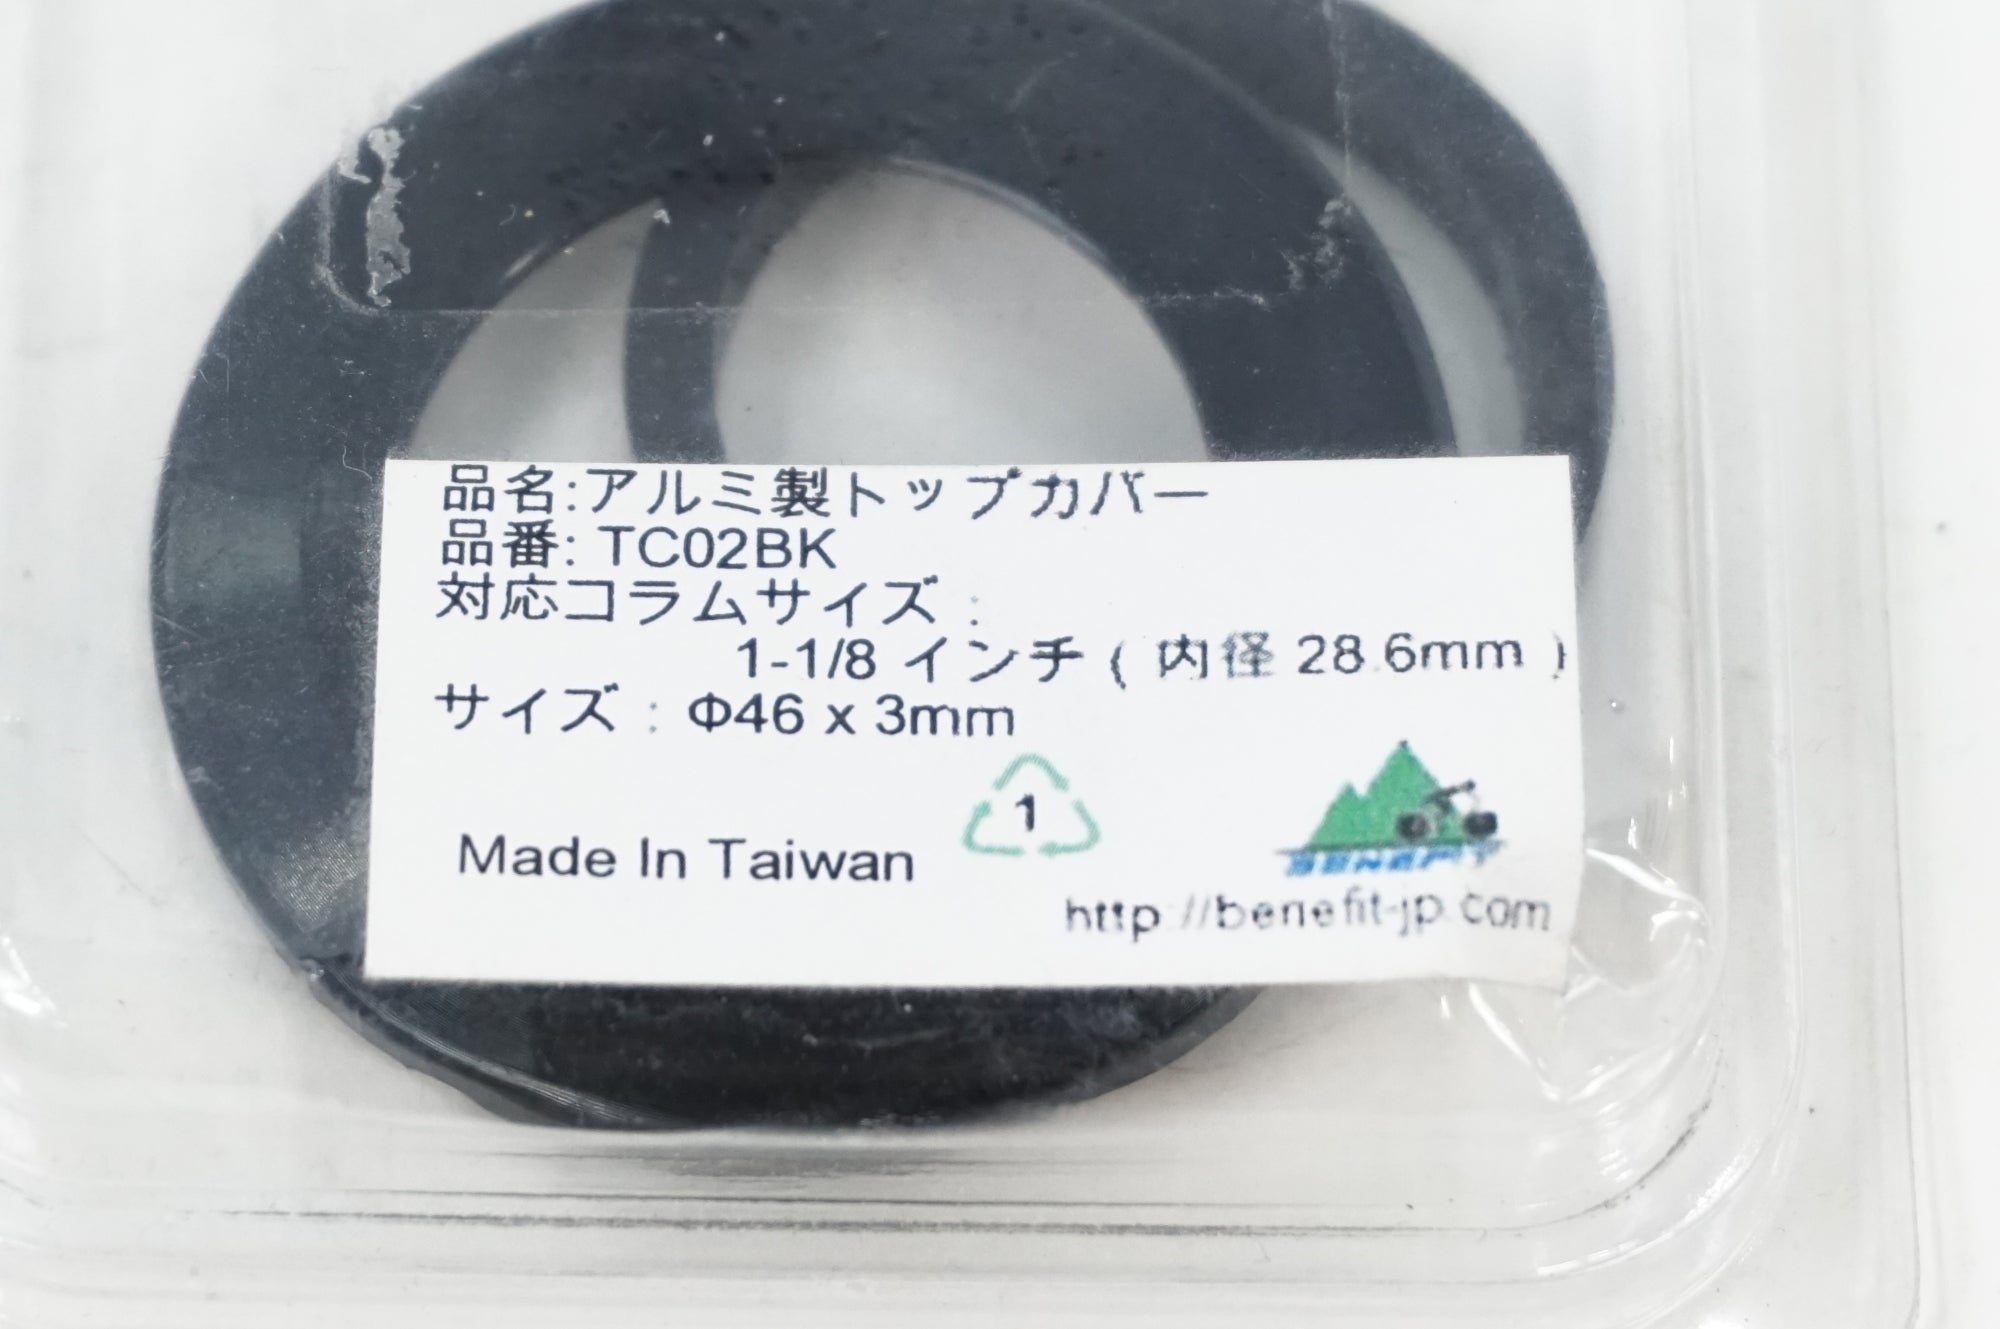 品名:アルミ製トップカバー
品番: TC02BK
対応コラムサイズ :
1-1/8 インチ ( 内径 28.6mm )
サイズ : Φ46 x 3mm
1
Made In Taiwan
BENEFIT
http://benefit-jp.com